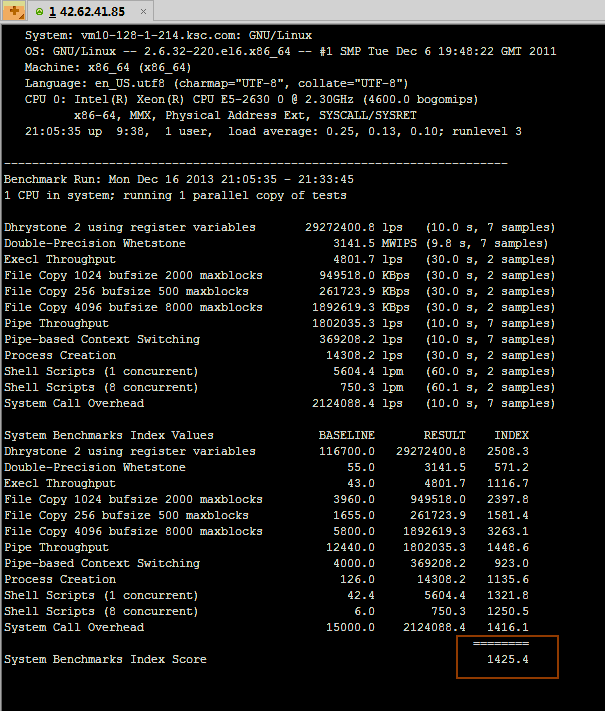 1 42.62.41.85 ×
System: vm10-128-1-214.ksc.com: GNU/Linux
OS: GNU/Linux -- 2.6.32-220.el6.x86_64 -- #1 SMP Tue Dec 6 19:48:22 GMT 2011
Machine: x86_64 (x86_64)
Language: en_US.utf8 (charmap="UTF-8", collate="UTF-8")
CPU 0: Intel(R) Xeon(R) CPU E5-2630 0 @ 2.30GHz (4600.0 bogomips)
x86-64, MMX, Physical Address Ext, SYSCALL/SYSRET
21:05:35 up  9:38,  1 user,  load average: 0.25, 0.13, 0.10; runlevel 3
------------------------------------------------------------------------
Benchmark Run: Mon Dec 16 2013 21:05:35 - 21:33:45
1 CPU in system; running 1 parallel copy of tests
Dhrystone 2 using register variables 29272400.8 lps (10.0 s, 7 samples)
Double-Precision Whetstone 3141.5 MWIPS (9.8 s, 7 samples)
Execl Throughput 4801.7 lps (30.0 s, 2 samples)
File Copy 1024 bufsize 2000 maxblocks 949518.0 KBps (30.0 s, 2 samples)
File Copy 256 bufsize 500 maxblocks 261723.9 KBps (30.0 s, 2 samples)
File Copy 4096 bufsize 8000 maxblocks 1892619.3 KBps (30.0 s, 2 samples)
Pipe Throughput 1802035.3 lps (10.0 s, 7 samples)
Pipe-based Context Switching 369208.2 lps (10.0 s, 7 samples)
Process Creation 14308.2 lps (30.0 s, 2 samples)
Shell Scripts (1 concurrent) 5604.4 lpm (60.0 s, 2 samples)
Shell Scripts (8 concurrent) 750.3 lpm (60.1 s, 2 samples)
System Call Overhead 2124088.4 lps (10.0 s, 7 samples)
System Benchmarks Index Values BASELINE RESULT INDEX
Dhrystone 2 using register variables 116700.0 29272400.8 2508.3
Double-Precision Whetstone 55.0 3141.5 571.2
Execl Throughput 43.0 4801.7 1116.7
File Copy 1024 bufsize 2000 maxblocks 3960.0 949518.0 2397.8
File Copy 256 bufsize 500 maxblocks 1655.0 261723.9 1581.4
File Copy 4096 bufsize 8000 maxblocks 5800.0 1892619.3 3263.1
Pipe Throughput 12440.0 1802035.3 1448.6
Pipe-based Context Switching 4000.0 369208.2 923.0
Process Creation 126.0 14308.2 1135.6
Shell Scripts (1 concurrent) 42.4 5604.4 1321.8
Shell Scripts (8 concurrent) 6.0 750.3 1250.5
System Call Overhead 15000.0 2124088.4 1416.1
========
System Benchmarks Index Score 1425.4